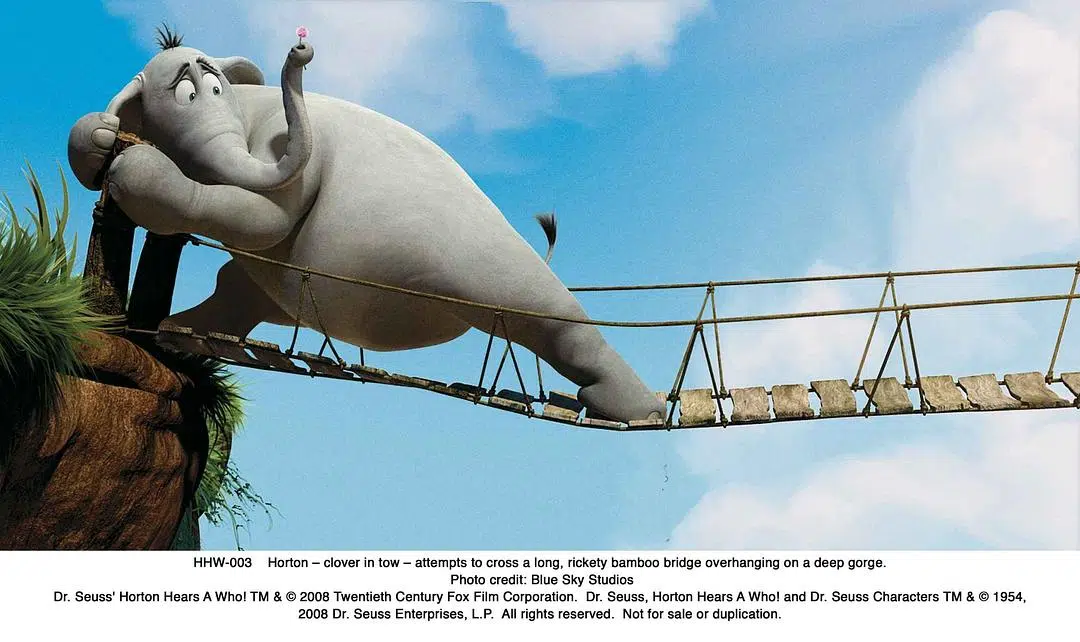 HHW-003 Horton – clover in tow – attempts to cross a long, rickety bamboo bridge overhanging on a deep gorge.
Photo credit: Blue Sky Studios
Dr. Seuss' Horton Hears A Who! TM & © 2008 Twentieth Century Fox Film Corporation. Dr. Seuss, Horton Hears A Who! and Dr. Seuss Characters TM & © 1954,
2008 Dr. Seuss Enterprises, L.P. All rights reserved. Not for sale or duplication.